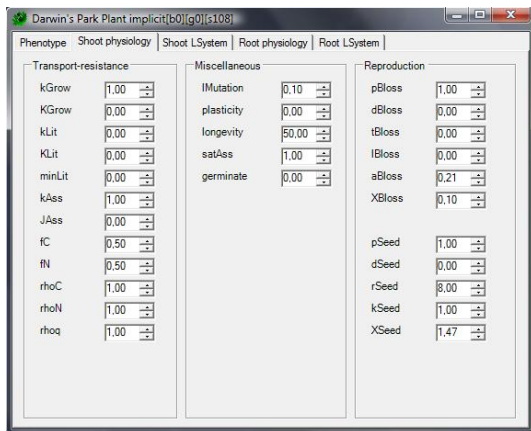 Darwin's Park Plant implicit[b0][g0][s108]
Phenotype Shoot physiology Shoot LSystem Root physiology Root LSystem
Transport-resistance
kGrow 1,00
KGrow 0,00
kLit 0,00
KLit 0,00
minLit 0,00
kAss 1,00
JAss 0,00
fC 0,50
fN 0,50
rhoC 1,00
rhoN 1,00
rhoq 1,00
Miscellaneous
lMutation 0,10
plasticity 0,00
longevity 50,00
satAss 1,00
germinate 0,00
Reproduction
pBloss 1,00
dBloss 0,00
tBloss 0,00
lBloss 0,00
aBloss 0,21
XBloss 0,10
pSeed 1,00
dSeed 0,00
rSeed 8,00
kSeed 1,00
XSeed 1,47